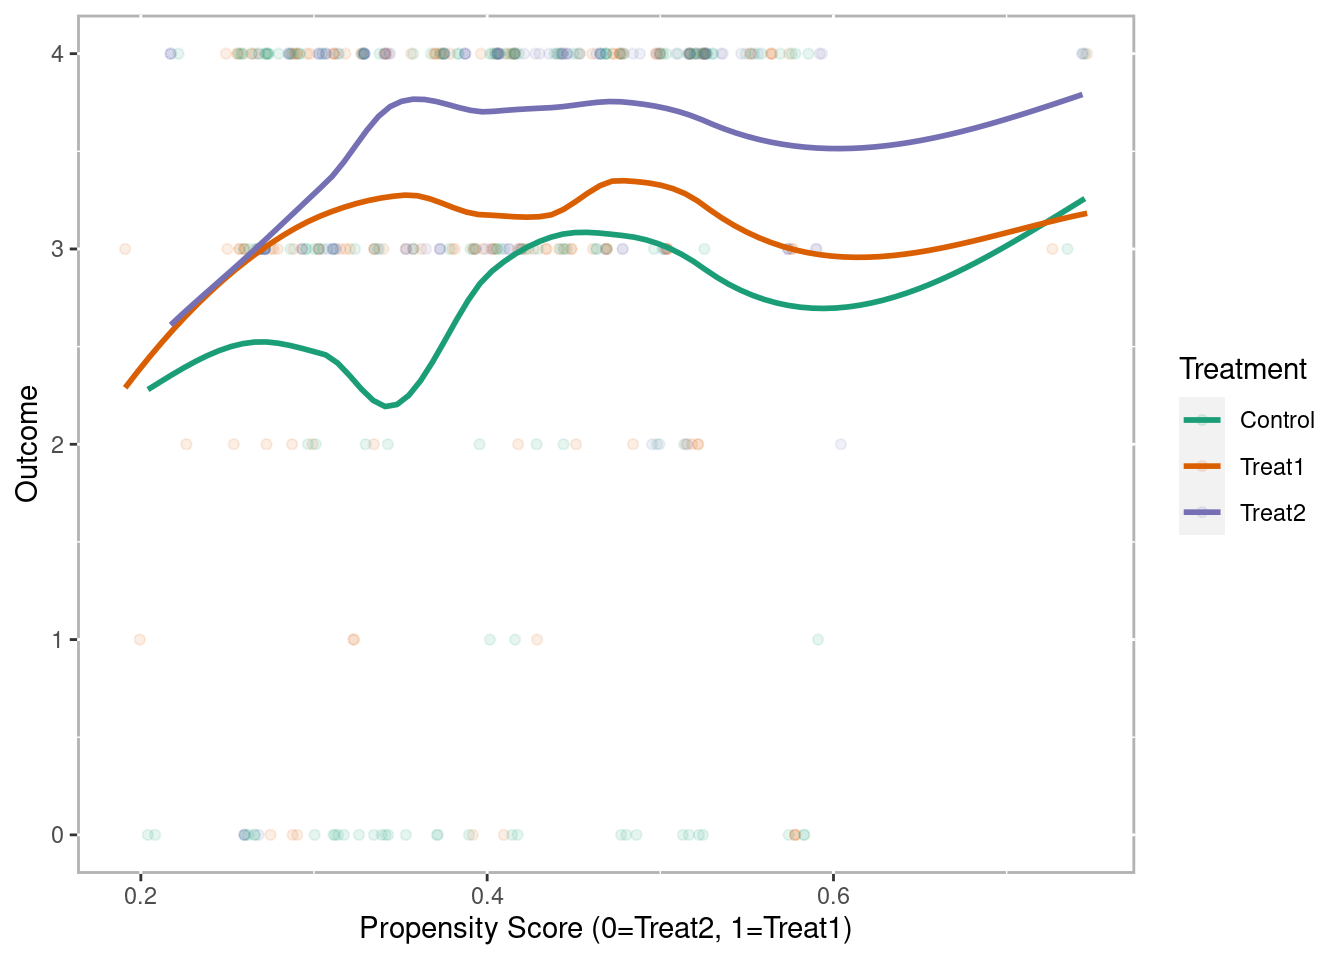 4
3
2
1
0
Outcome
0.2
0.4
0.6
Propensity Score (0=Treat2, 1=Treat1)
Treatment
Control
Treat1
Treat2